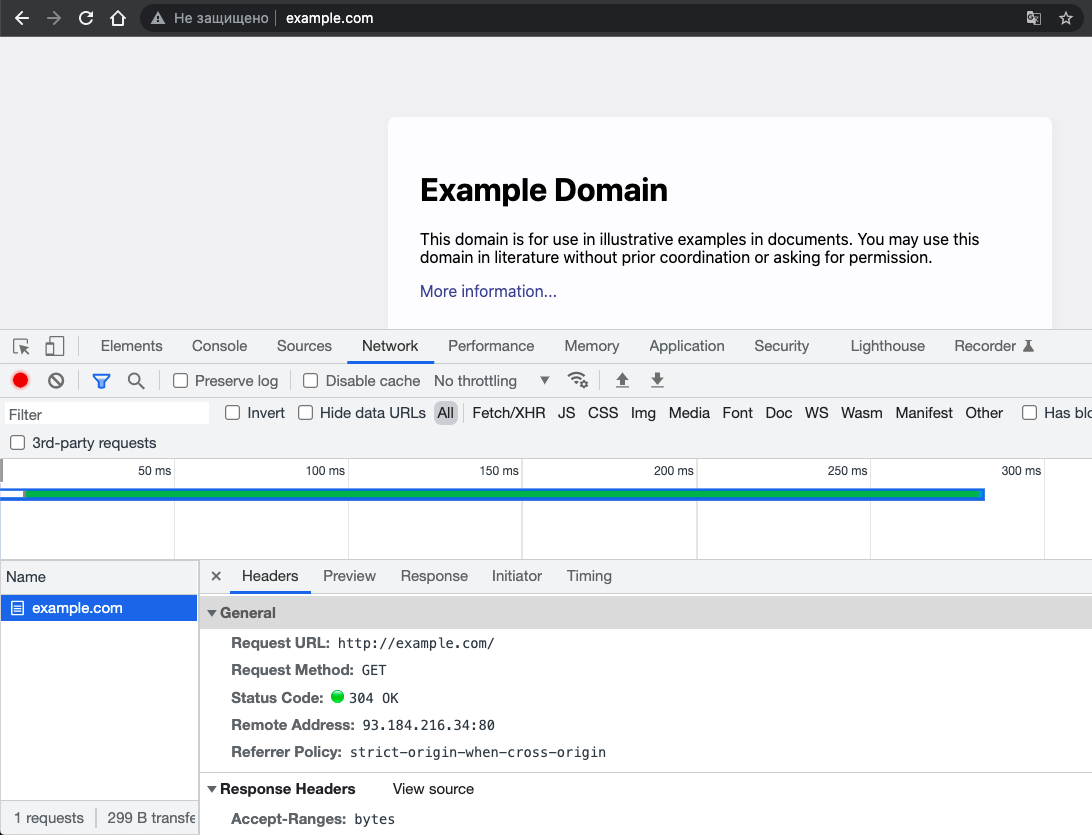 Не защищено example.com
Example Domain
This domain is for use in illustrative examples in documents. You may use this
domain in literature without prior coordination or asking for permission.
More information...
Elements Console Sources Network Performance Memory Application Security Lighthouse Recorder
Preserve log Disable cache No throttling
Filter Invert Hide data URLs All Fetch/XHR JS CSS Img Media Font Doc WS Wasm Manifest Other Has blo
3rd-party requests
50 ms 100 ms 150 ms 200 ms 250 ms 300 ms
Name Headers Preview Response Initiator Timing
example.com
General
Request URL: http://example.com/
Request Method: GET
Status Code: 304 OK
Remote Address: 93.184.216.34:80
Referrer Policy: strict-origin-when-cross-origin
Response Headers View source
1 requests 299 B transfe
Accept-Ranges: bytes